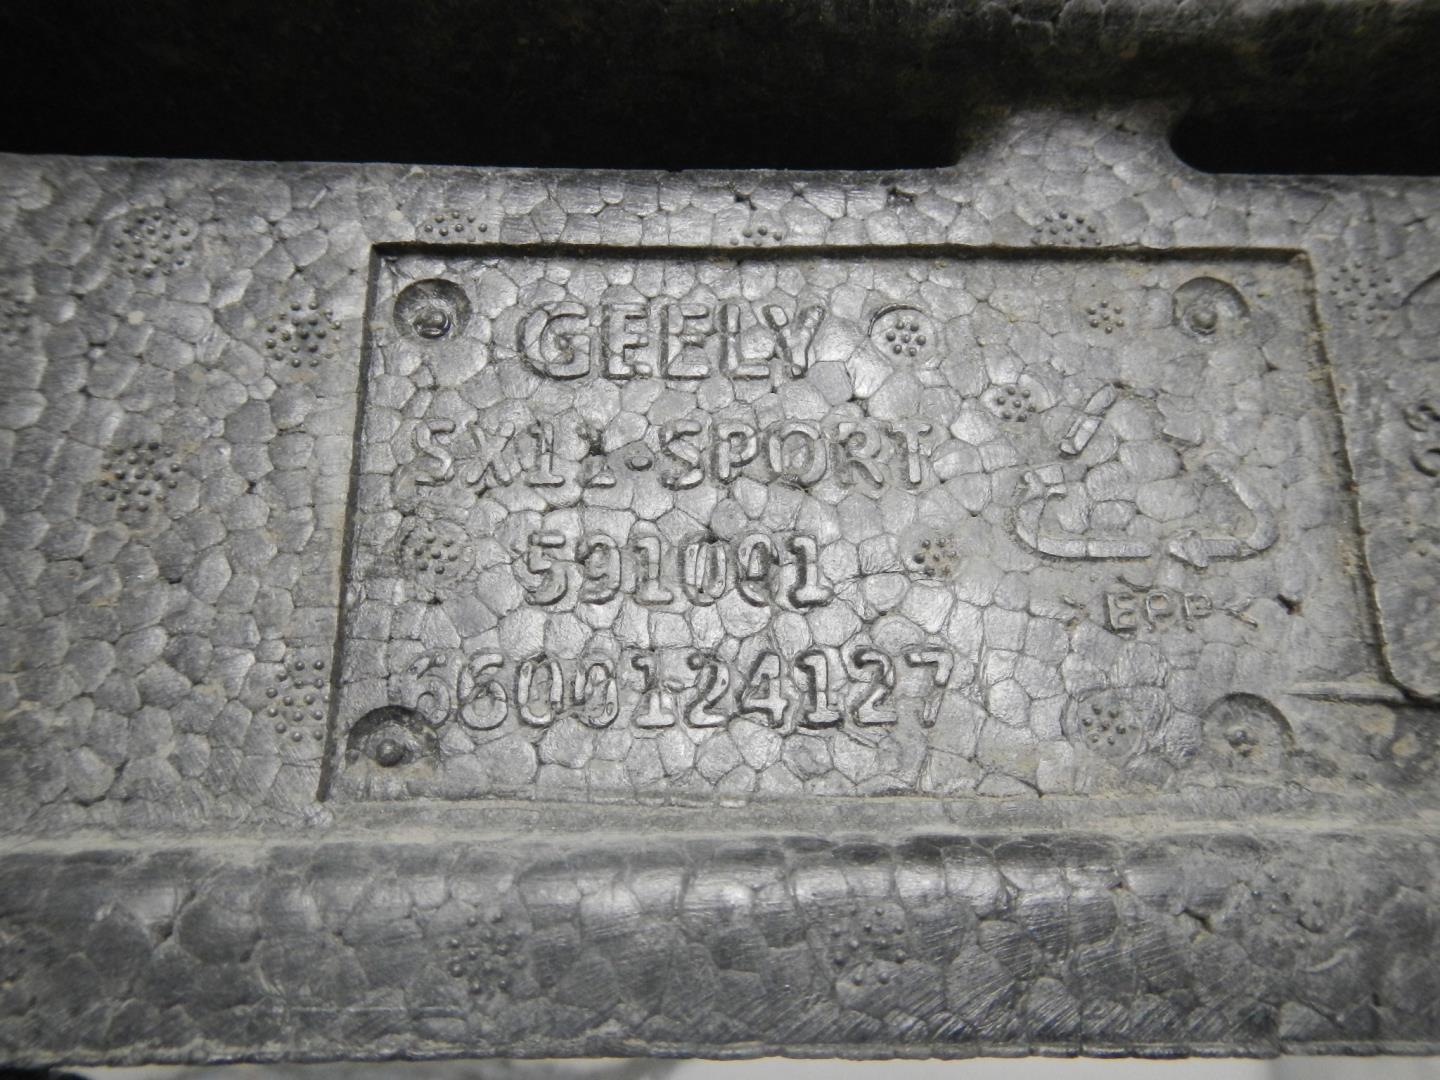 GEELY
SX11-SPORT
591001
6600124127
>EPP<